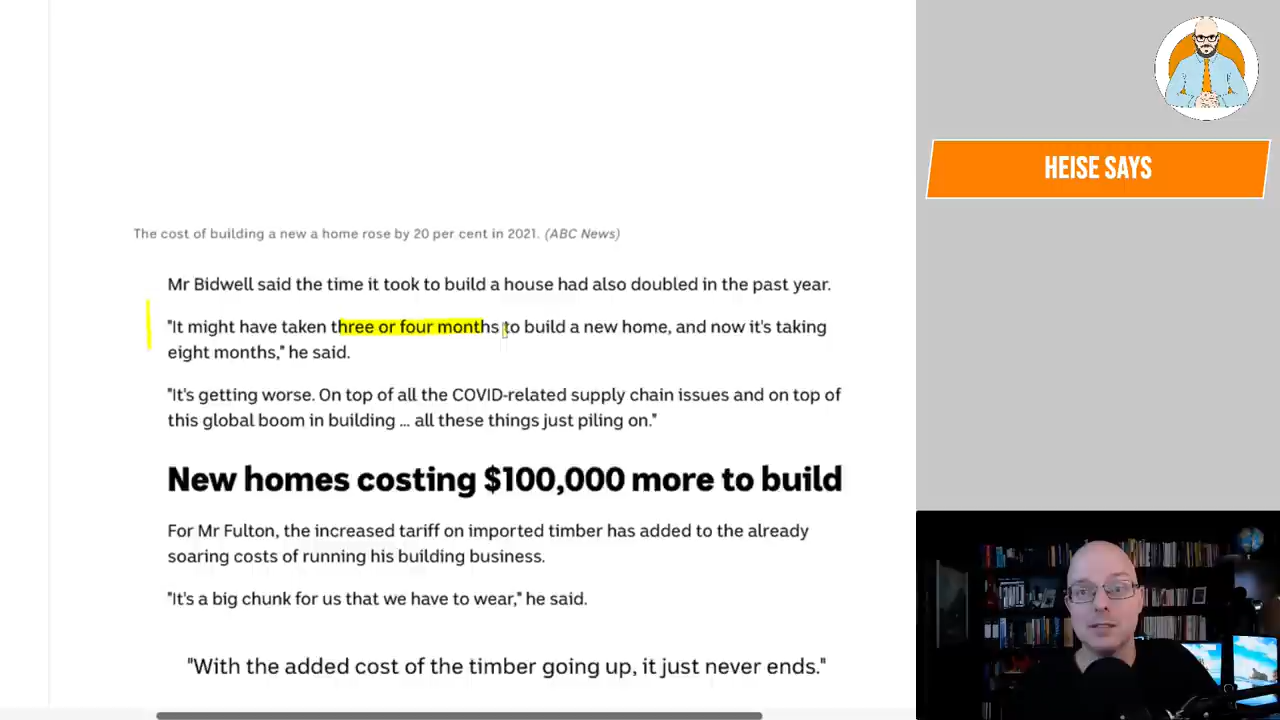 HEISE SAYS
The cost of building a new a home rose by 20 per cent in 2021. (ABC News)
Mr Bidwell said the time it took to build a house had also doubled in the past year.
"It might have taken three or four months to build a new home, and now it's taking
eight months," he said.
"It's getting worse. On top of all the COVID-related supply chain issues and on top of
this global boom in building ... all these things just piling on."
New homes costing $100,000 more to build
For Mr Fulton, the increased tariff on imported timber has added to the already
soaring costs of running his building business.
"It's a big chunk for us that we have to wear," he said.
"With the added cost of the timber going up, it just never ends."